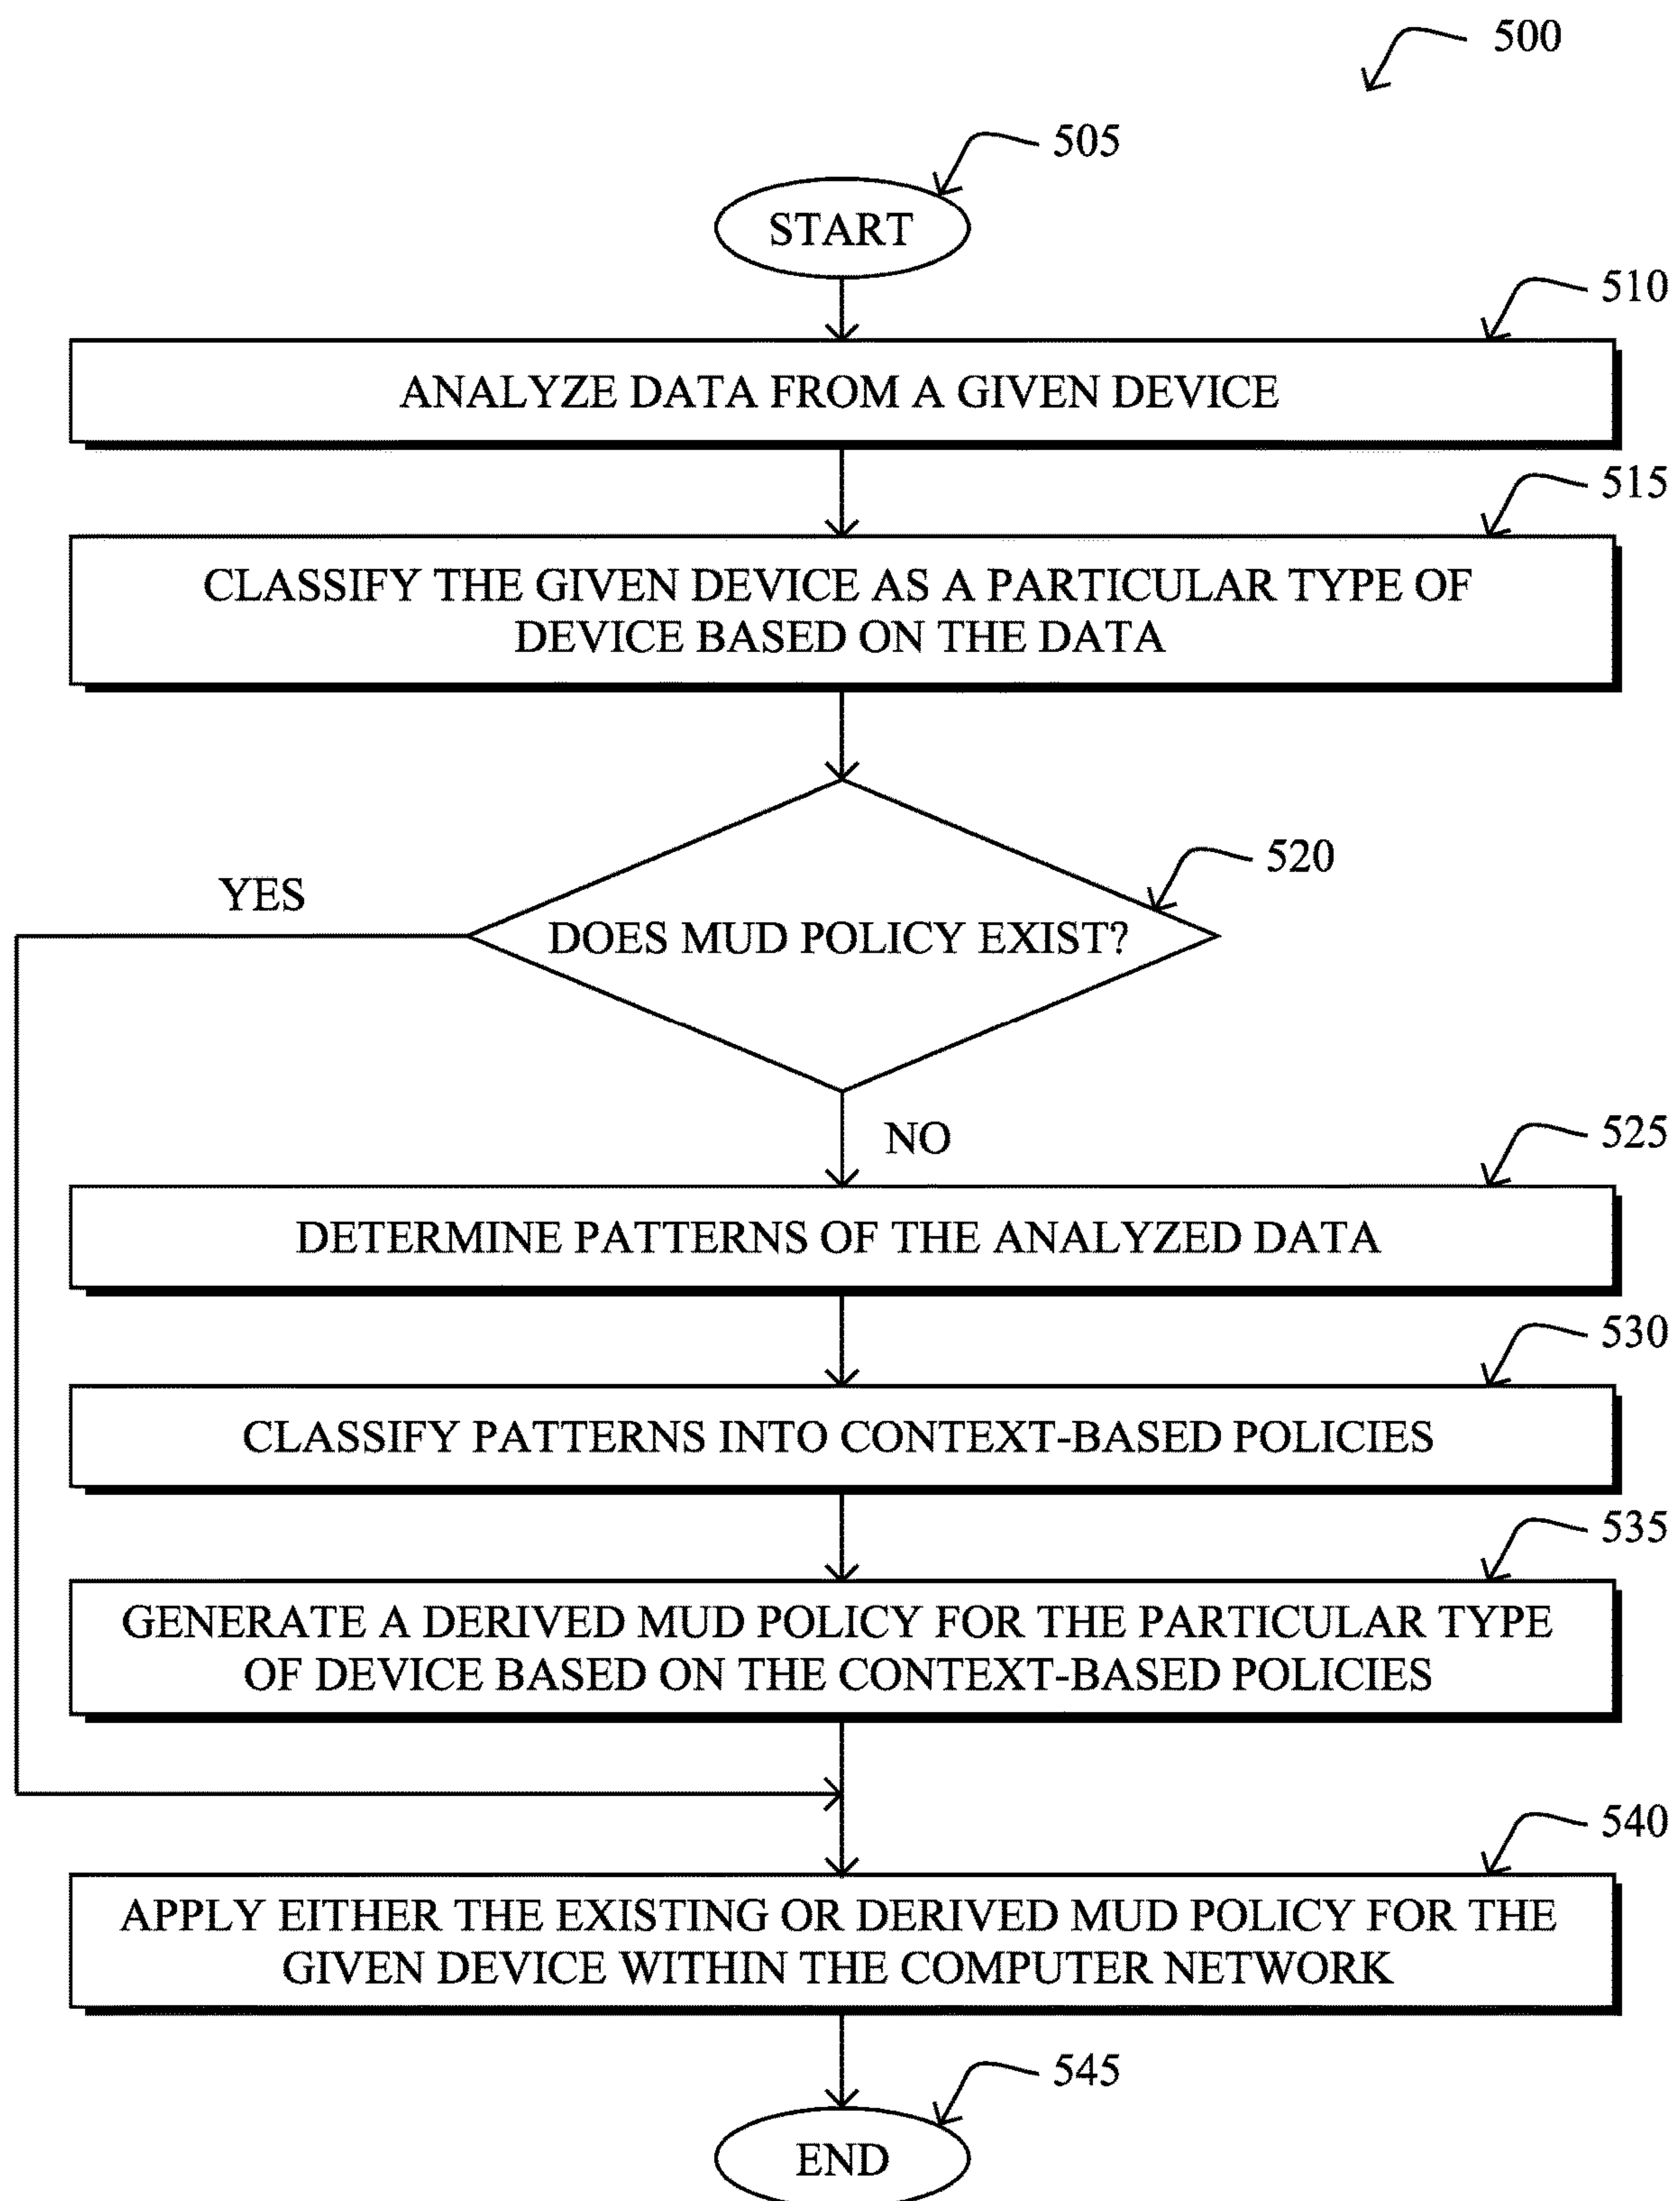 500
505
START
510
ANALYZE DATA FROM A GIVEN DEVICE
515
CLASSIFY THE GIVEN DEVICE AS A PARTICULAR TYPE OF
DEVICE BASED ON THE DATA
520
YES
DOES MUD POLICY EXIST?
NO
525
DETERMINE PATTERNS OF THE ANALYZED DATA
530
CLASSIFY PATTERNS INTO CONTEXT-BASED POLICIES
535
GENERATE A DERIVED MUD POLICY FOR THE PARTICULAR TYPE
OF DEVICE BASED ON THE CONTEXT-BASED POLICIES
540
APPLY EITHER THE EXISTING OR DERIVED MUD POLICY FOR THE
GIVEN DEVICE WITHIN THE COMPUTER NETWORK
545
END